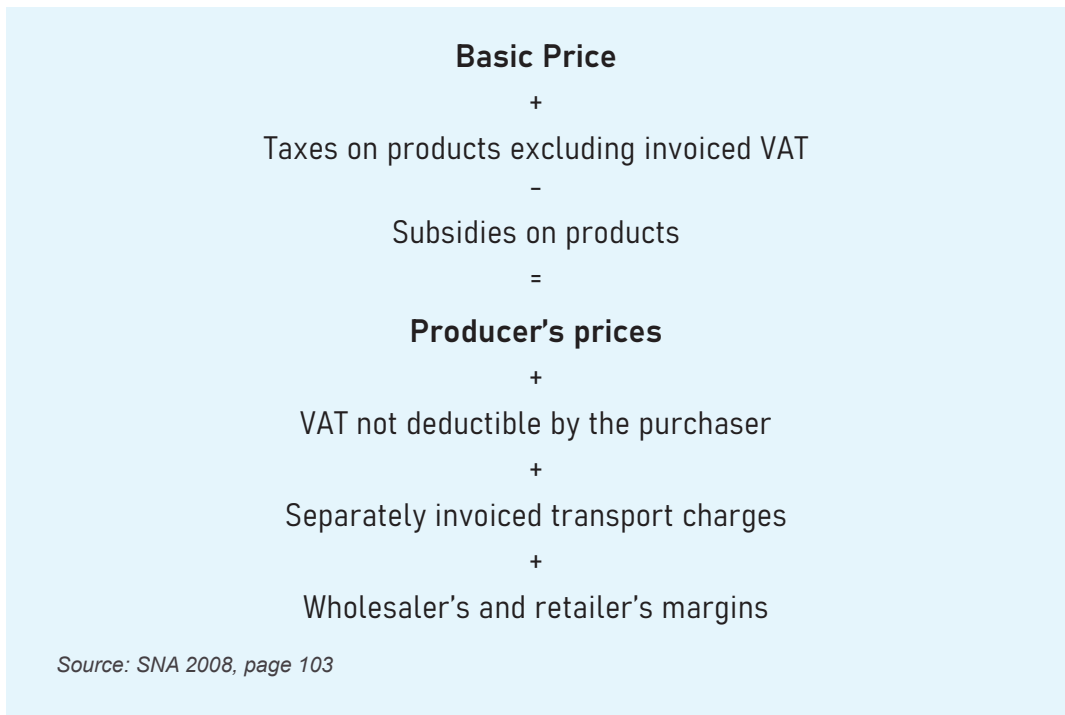 Basic Price
+
Taxes on products excluding invoiced VAT
-
Subsidies on products
=
Producer's prices
+
VAT not deductible by the purchaser
+
Separately invoiced transport charges
+
Wholesaler's and retailer's margins
Source: SNA 2008, page 103